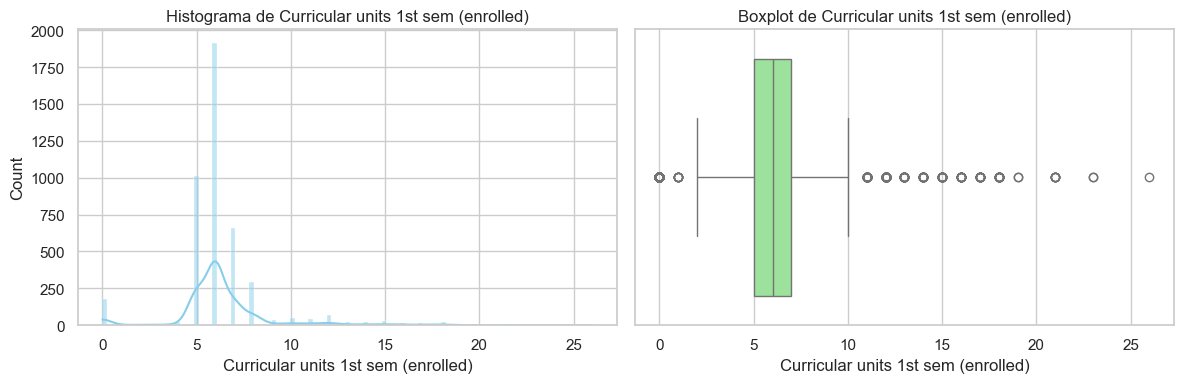 Histograma de Curricular units 1st sem (enrolled)
2000
1750
1500
1250
1000
750
500
250
0
Count
0 5 10 15 20 25
Curricular units 1st sem (enrolled)
Boxplot de Curricular units 1st sem (enrolled)
0 5 10 15 20 25
Curricular units 1st sem (enrolled)